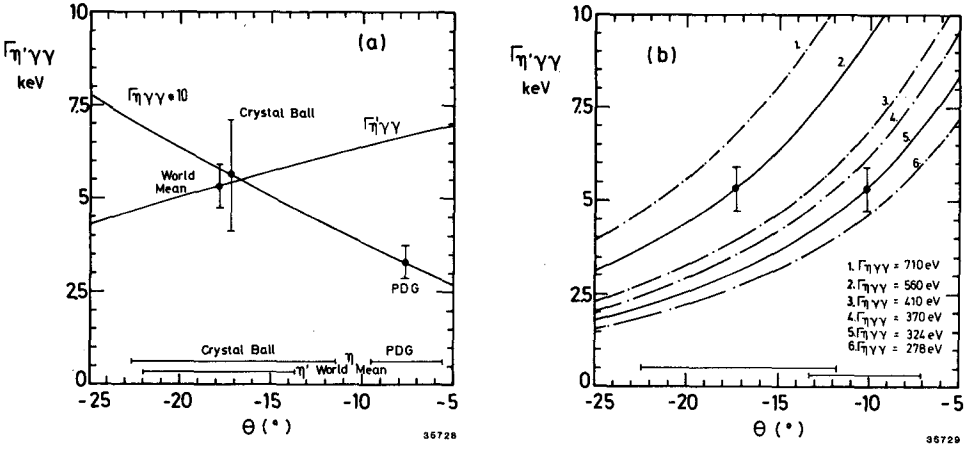 (a)
Γη'γγ
keV
10
7.5
5
2.5
0
Γηγγ*10
Crystal Ball
Γη'γγ
World
Mean
PDG
Crystal Ball
η
PDG
η' World Mean
-25
-20
-15
-10
-5
θ (°)
36728
(b)
Γη'γγ
keV
10
7.5
5
2.5
0
1.
2.
3.
4.
5.
6.
1. Γηγγ = 710 eV
2. Γηγγ = 560 eV
3. Γηγγ = 410 eV
4. Γηγγ = 370 eV
5. Γηγγ = 324 eV
6. Γηγγ = 278 eV
-25
-20
-15
-10
-5
θ (°)
36729